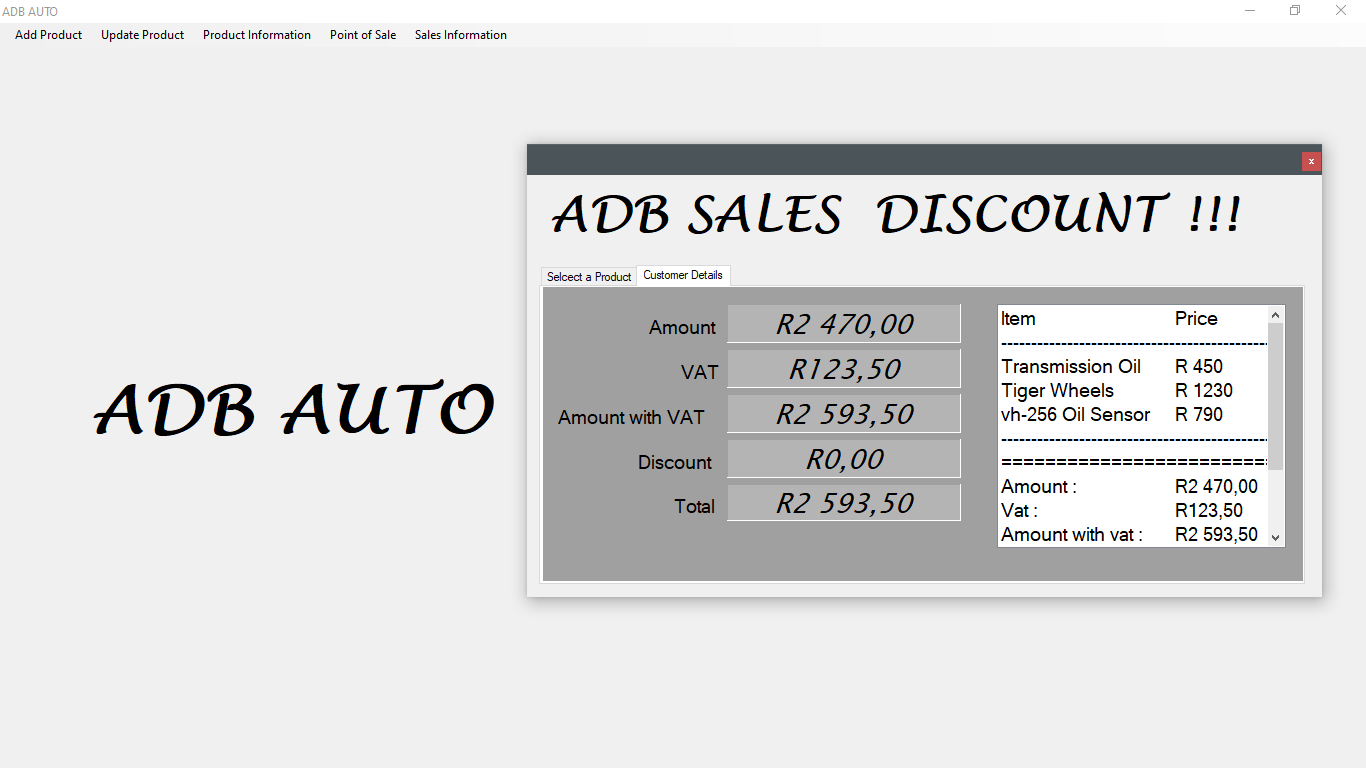 ADB AUTO
Add Product Update Product Product Information Point of Sale Sales Information
ADB AUTO
x
ADB SALES DISCOUNT !!!
Selcect a Product Customer Details
Amount R2 470,00
VAT R123,50
Amount with VAT R2 593,50
Discount R0,00
Total R2 593,50
Item Price
--------------------------------------------
Transmission Oil R 450
Tiger Wheels R 1230
vh-256 Oil Sensor R 790
--------------------------------------------
=========================
Amount : R2 470,00
Vat : R123,50
Amount with vat : R2 593,50